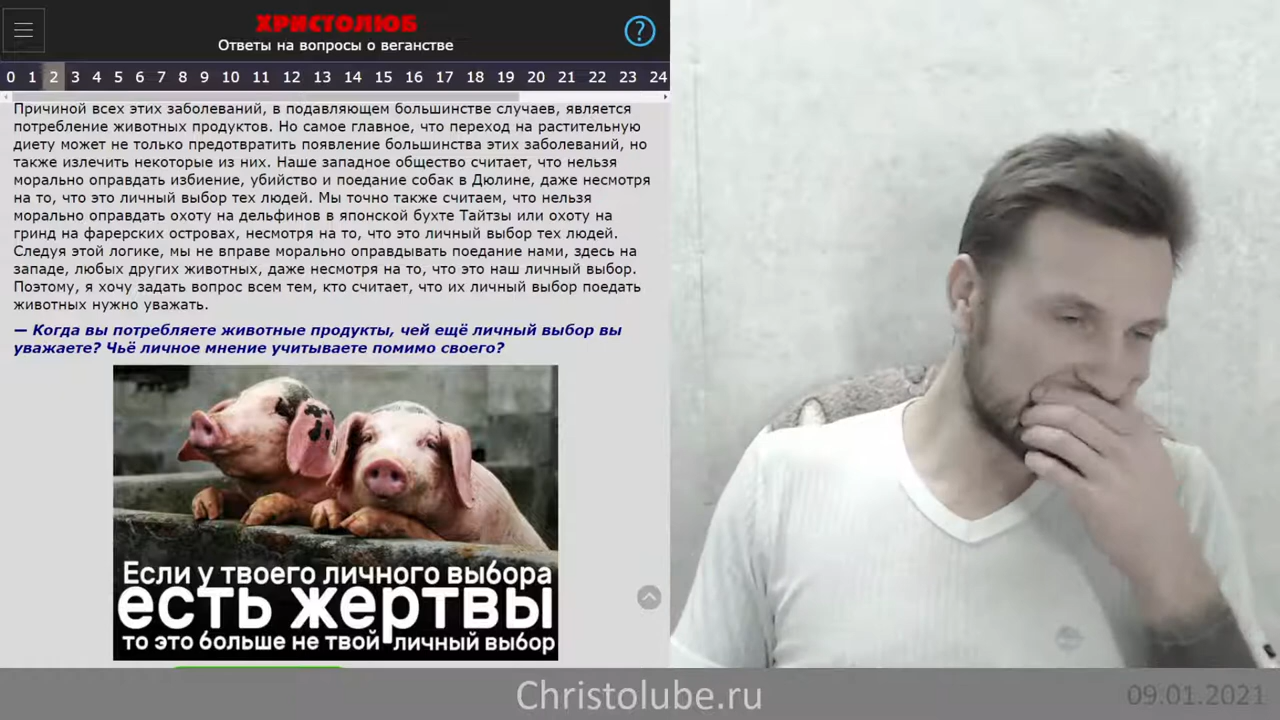 ХРИСТОЛЮБ
Ответы на вопросы о веганстве
?
0 1 2 3 4 5 6 7 8 9 10 11 12 13 14 15 16 17 18 19 20 21 22 23 24
Причиной всех этих заболеваний, в подавляющем большинстве случаев, является
потребление животных продуктов. Но самое главное, что переход на растительную
диету может не только предотвратить появление большинства этих заболеваний, но
также излечить некоторые из них. Наше западное общество считает, что нельзя
морально оправдать избиение, убийство и поедание собак в Дюлине, даже несмотря
на то, что это личный выбор тех людей. Мы точно также считаем, что нельзя
морально оправдать охоту на дельфинов в японской бухте Тайтзы или охоту на
гринд на фарерских островах, несмотря на то, что это личный выбор тех людей.
Следуя этой логике, мы не вправе морально оправдывать поедание нами, здесь на
западе, любых других животных, даже несмотря на то, что это наш личный выбор.
Поэтому, я хочу задать вопрос всем тем, кто считает, что их личный выбор поедать
животных нужно уважать.
— Когда вы потребляете животные продукты, чей ещё личный выбор вы
уважаете? Чьё личное мнение учитываете помимо своего?
Если у твоего личного выбора
есть жертвы
то это больше не твой личный выбор
Christolube.ru
09.01.2021